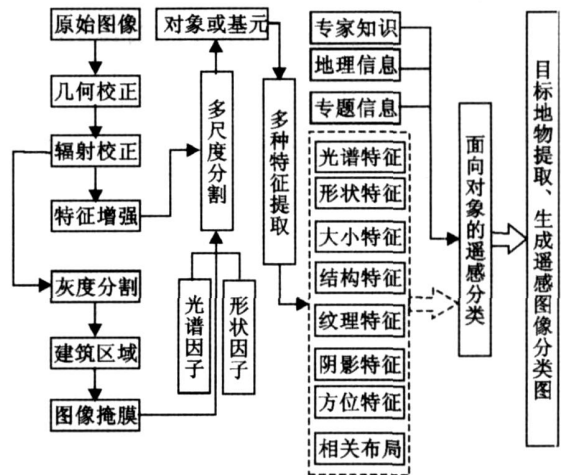 原始图像
几何校正
辐射校正
特征增强
灰度分割
建筑区域
图像掩膜
对象或基元
多尺度分割
光谱因子
形状因子
多种特征提取
专家知识
地理信息
专题信息
光谱特征
形状特征
大小特征
结构特征
纹理特征
阴影特征
方位特征
相关布局
面向对象的遥感分类
目标地物提取、生成遥感图像分类图